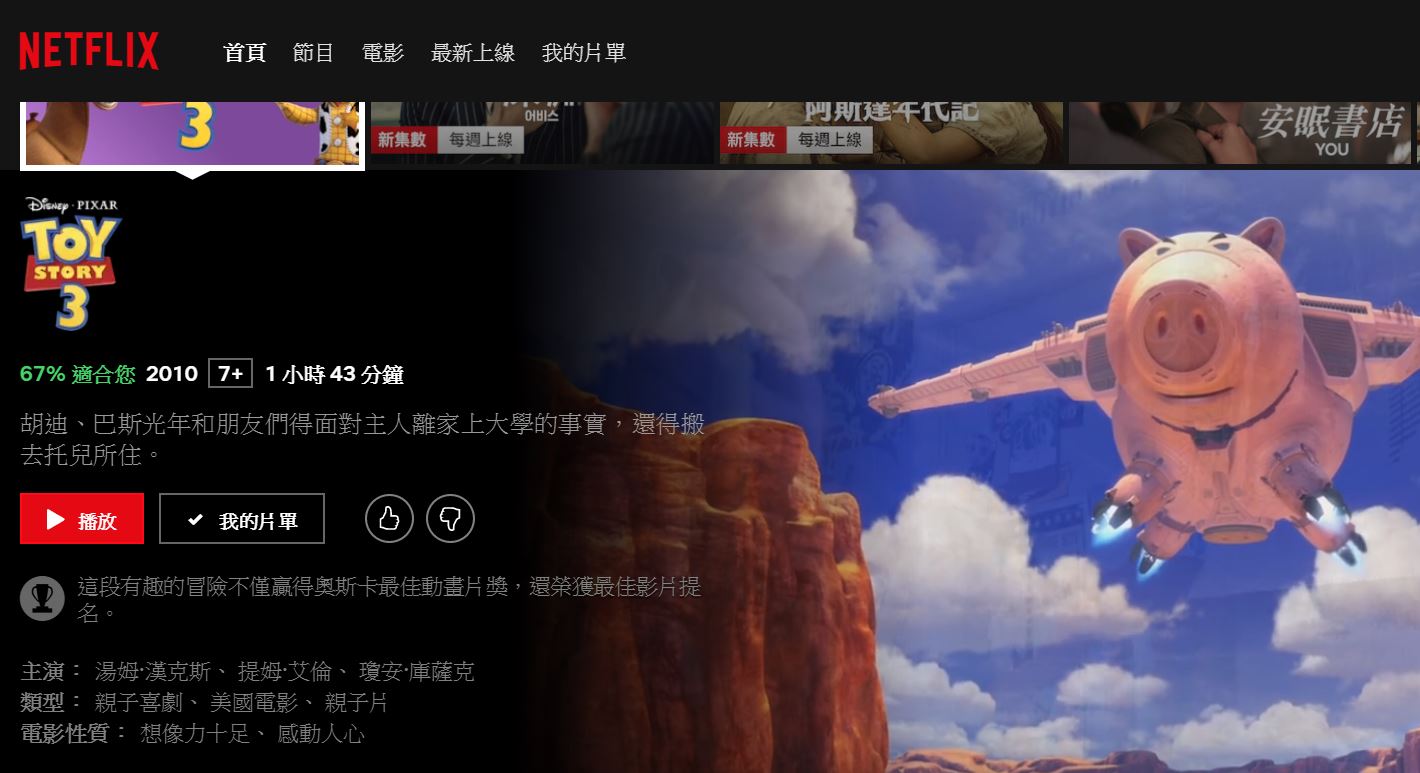 NETFLIX 首頁 節目 電影 最新上線 我的片單
3
어비스
新集數 每週上線
阿斯達年代記
新集數 每週上線
安眠書店
YOU
Disney · PIXAR
TOY
STORY
3
67% 適合您 2010 7+ 1 小時 43 分鐘
胡迪、巴斯光年和朋友們得面對主人離家上大學的事實，還得搬
去托兒所住。
播放 我的片單
這段有趣的冒險不僅贏得奧斯卡最佳動畫片獎，還榮獲最佳影片提
名。
主演： 湯姆·漢克斯、 提姆·艾倫、 瓊安·庫薩克
類型： 親子喜劇、 美國電影、 親子片
電影性質： 想像力十足、 感動人心